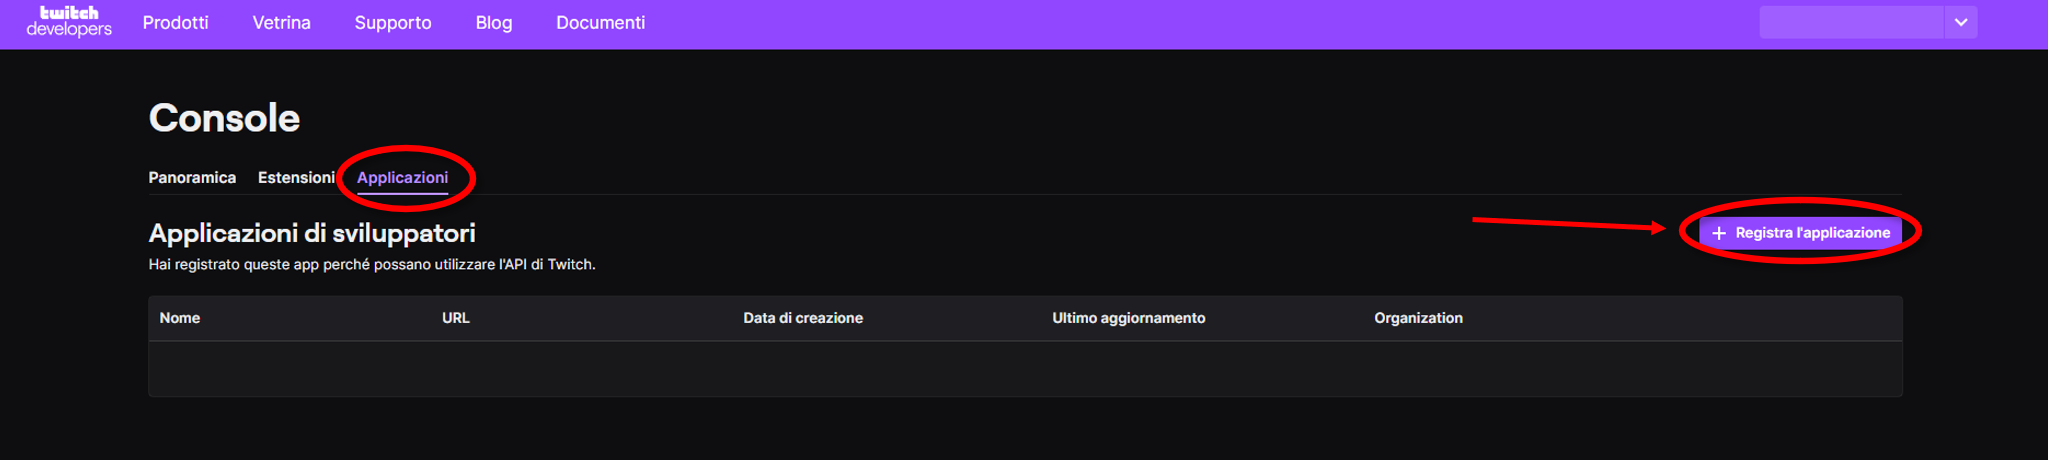 twitch
developers
Prodotti Vetrina Supporto Blog Documenti
Console
Panoramica Estensioni Applicazioni
Applicazioni di sviluppatori
+ Registra l'applicazione
Hai registrato queste app perché possano utilizzare l'API di Twitch.
Nome URL Data di creazione Ultimo aggiornamento Organization